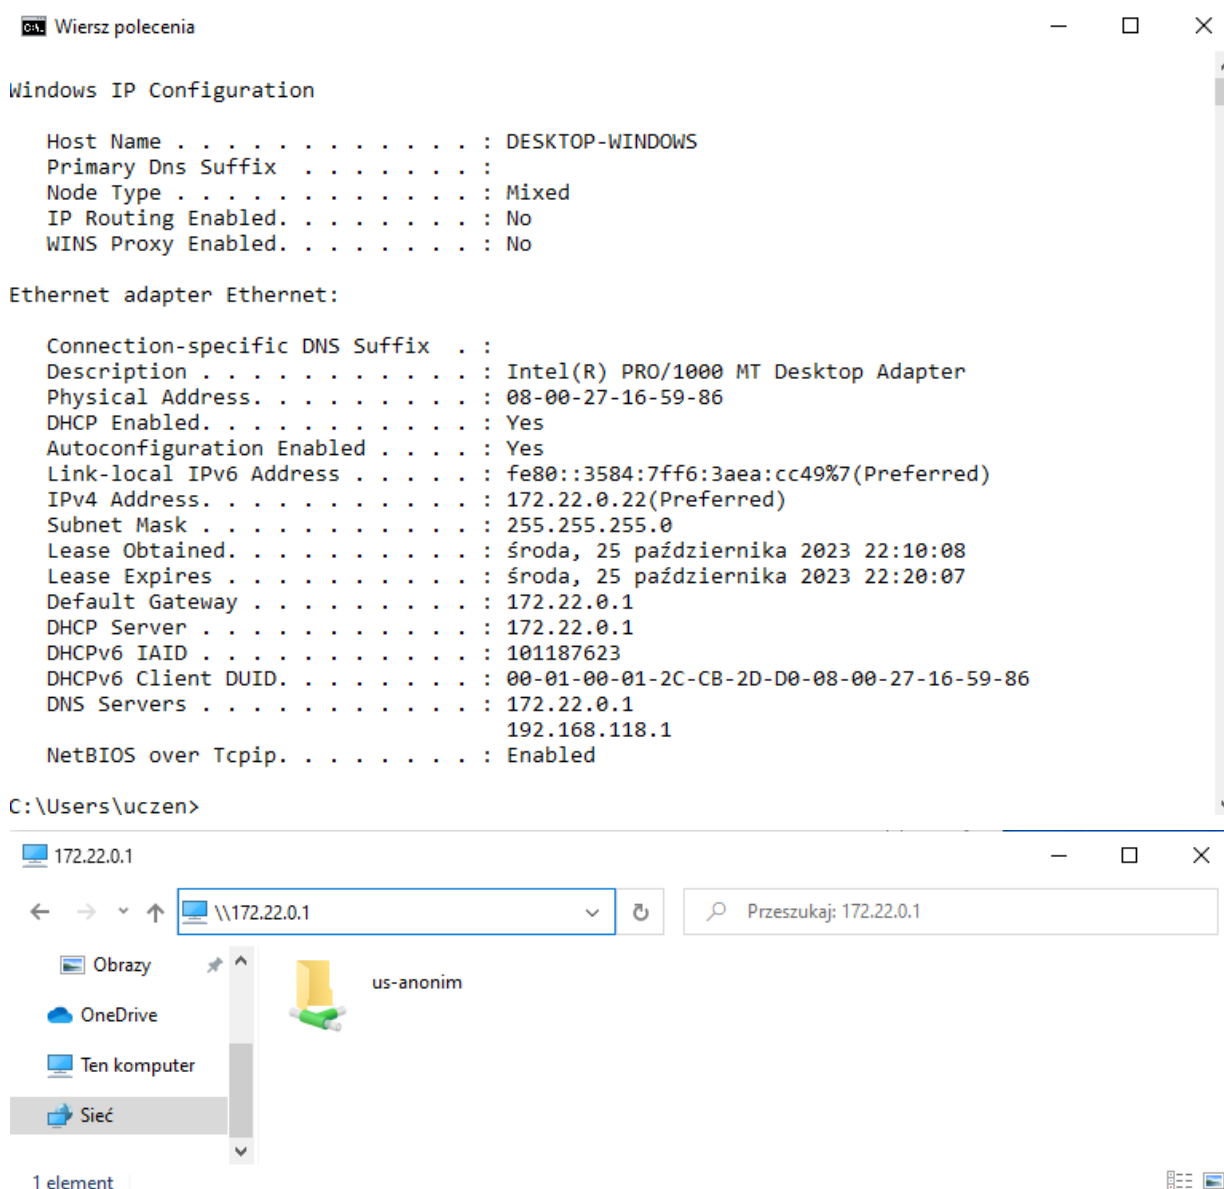 Wiersz polecenia
Windows IP Configuration
Host Name . . . . . . . . . . . . : DESKTOP-WINDOWS
Primary Dns Suffix  . . . . . . . :
Node Type . . . . . . . . . . . . : Mixed
IP Routing Enabled. . . . . . . . : No
WINS Proxy Enabled. . . . . . . . : No
Ethernet adapter Ethernet:
Connection-specific DNS Suffix  . :
Description . . . . . . . . . . . : Intel(R) PRO/1000 MT Desktop Adapter
Physical Address. . . . . . . . . : 08-00-27-16-59-86
DHCP Enabled. . . . . . . . . . . : Yes
Autoconfiguration Enabled . . . . : Yes
Link-local IPv6 Address . . . . . : fe80::3584:7ff6:3aea:cc49%7(Preferred)
IPv4 Address. . . . . . . . . . . : 172.22.0.22(Preferred)
Subnet Mask . . . . . . . . . . . : 255.255.255.0
Lease Obtained. . . . . . . . . . : środa, 25 października 2023 22:10:08
Lease Expires . . . . . . . . . . : środa, 25 października 2023 22:20:07
Default Gateway . . . . . . . . . : 172.22.0.1
DHCP Server . . . . . . . . . . . : 172.22.0.1
DHCPv6 IAID . . . . . . . . . . . : 101187623
DHCPv6 Client DUID. . . . . . . . : 00-01-00-01-2C-CB-2D-D0-08-00-27-16-59-86
DNS Servers . . . . . . . . . . . : 172.22.0.1
192.168.118.1
NetBIOS over Tcpip. . . . . . . . : Enabled
C:\Users\uczen>
172.22.0.1
\\172.22.0.1
Przeszukaj: 172.22.0.1
Obrazy
us-anonim
OneDrive
Ten komputer
Sieć
1 element